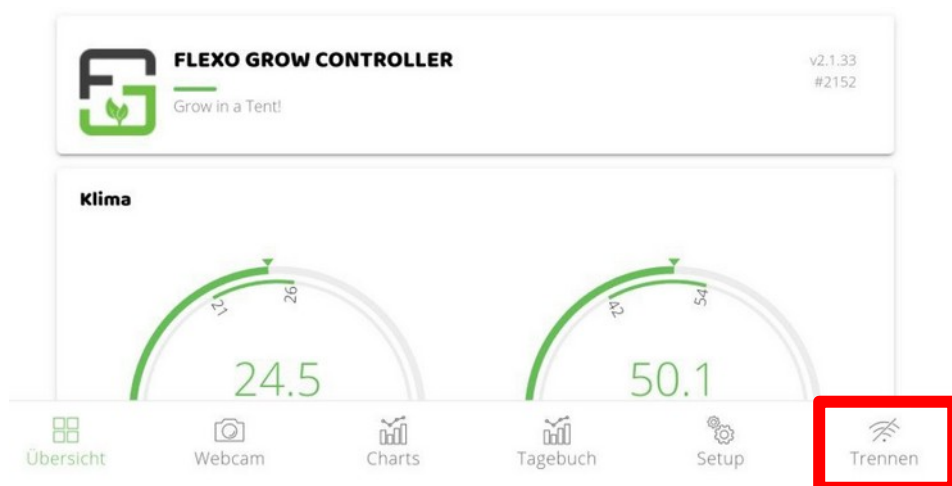 FLEXO GROW CONTROLLER
v2.1.33
#2152
Grow in a Tent!
Klima
21
26
42
54
24.5
50.1
Übersicht
Webcam
Charts
Tagebuch
Setup
Trennen